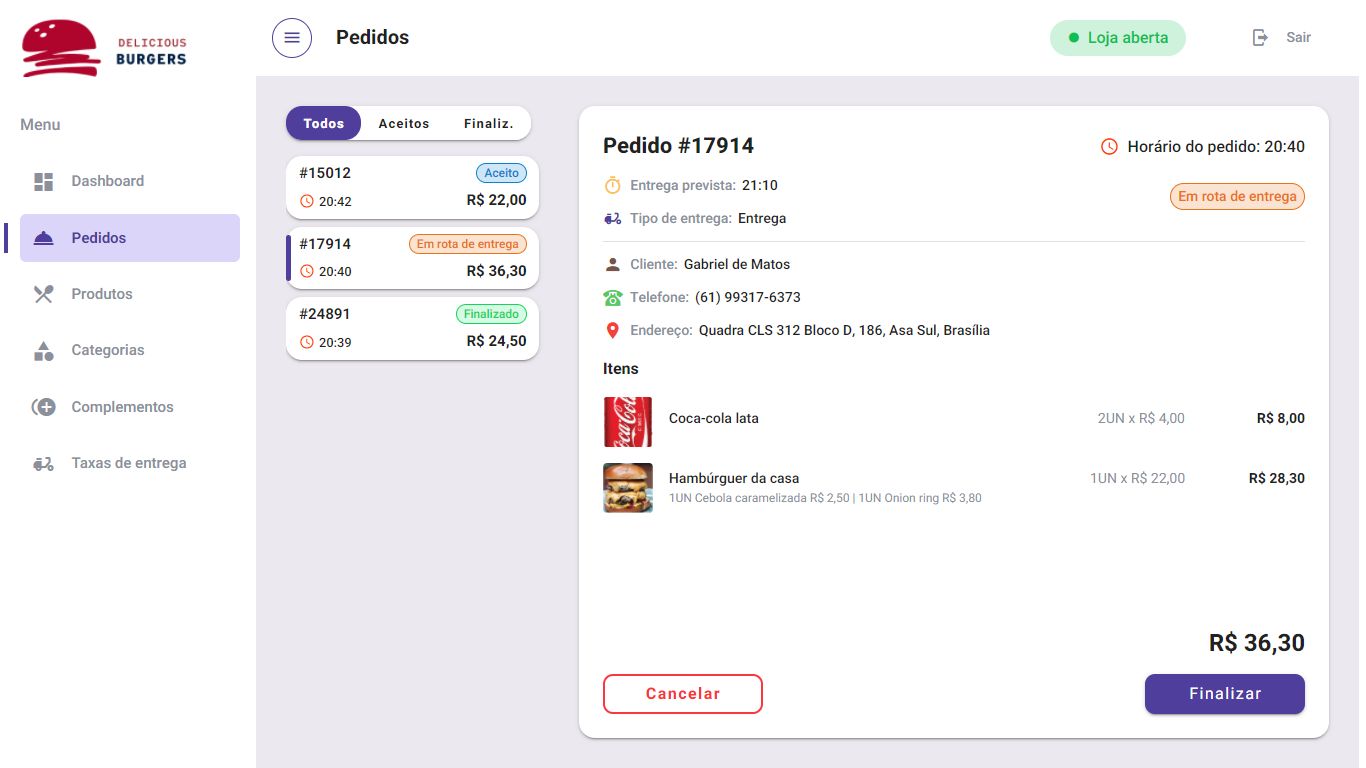 DELICIOUS
BURGERS
Pedidos
Loja aberta
Sair
Menu
Dashboard
Pedidos
Produtos
Categorias
Complementos
Taxas de entrega
Todos Aceitos Finaliz.
#15012 Aceito
20:42 R$ 22,00
#17914 Em rota de entrega
20:40 R$ 36,30
#24891 Finalizado
20:39 R$ 24,50
Pedido #17914
Horário do pedido: 20:40
Entrega prevista: 21:10
Em rota de entrega
Tipo de entrega: Entrega
Cliente: Gabriel de Matos
Telefone: (61) 99317-6373
Endereço: Quadra CLS 312 Bloco D, 186, Asa Sul, Brasília
Itens
Coca-Cola
Coca-cola lata 2UN x R$ 4,00 R$ 8,00
Hambúrguer da casa 1UN x R$ 22,00 R$ 28,30
1UN Cebola caramelizada R$ 2,50 | 1UN Onion ring R$ 3,80
R$ 36,30
Cancelar Finalizar